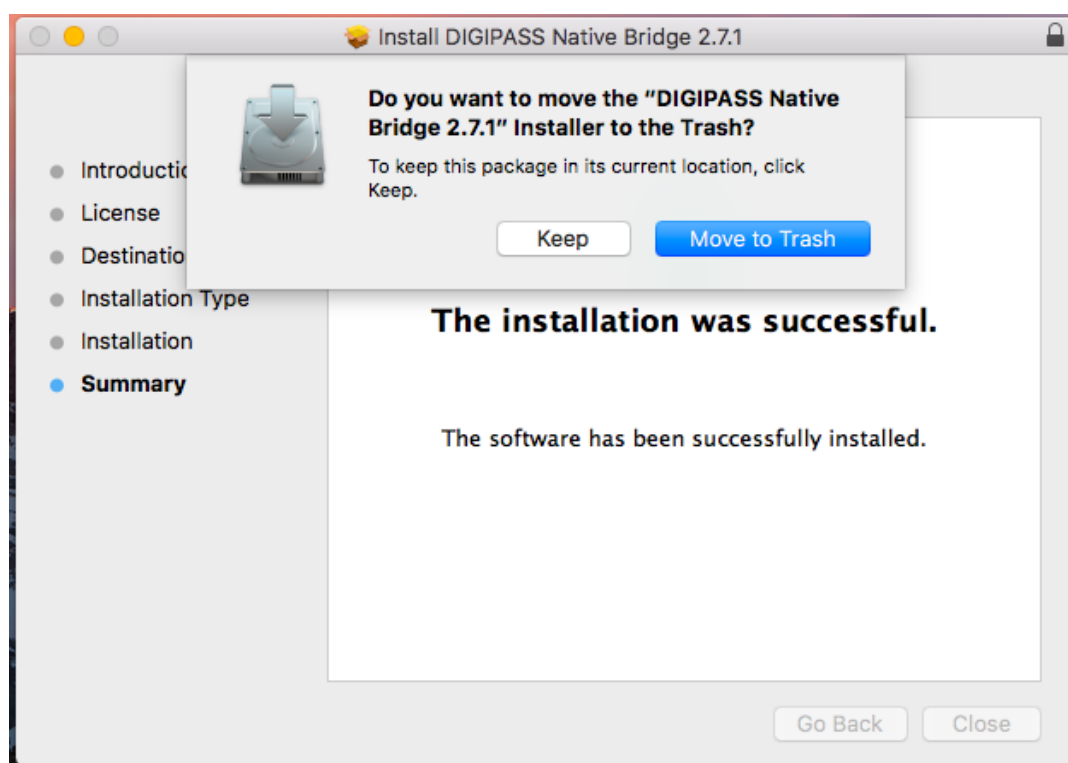 Install DIGIPASS Native Bridge 2.7.1
Do you want to move the "DIGIPASS Native
Bridge 2.7.1" Installer to the Trash?
To keep this package in its current location, click
Keep.
Keep
Move to Trash
Introductic
License
Destinatio
Installation Type
Installation
Summary
The installation was successful.
The software has been successfully installed.
Go Back
Close